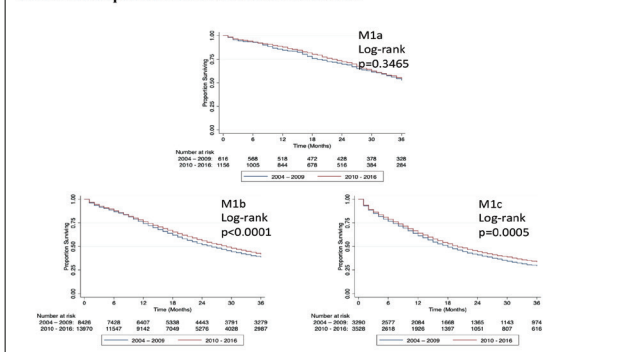 M1a
Log-rank
p=0.3465
Proportion Surviving
1.00
0.75
0.50
0.25
0.00
0 6 12 18 24 30 36
Time (Months)
Number at risk
2004 – 2009: 616 568 518 472 428 378 328
2010 - 2016: 1156 1005 844 678 516 384 284
2004 – 2009 2010 - 2016
M1b
Log-rank
p<0.0001
Proportion Surviving
1.00
0.75
0.50
0.25
0.00
0 6 12 18 24 30 36
Time (Months)
Number at risk
2004 – 2009: 8426 7428 6407 5338 4443 3791 3279
2010 - 2016: 13970 11547 9142 7049 5276 4028 2987
2004 – 2009 2010 - 2016
M1c
Log-rank
p=0.0005
Proportion Surviving
1.00
0.75
0.50
0.25
0.00
0 6 12 18 24 30 36
Time (Months)
Number at risk
2004 – 2009: 3290 2577 2084 1668 1365 1143 974
2010 - 2016: 3528 2618 1926 1397 1051 807 616
2004 – 2009 2010 - 2016